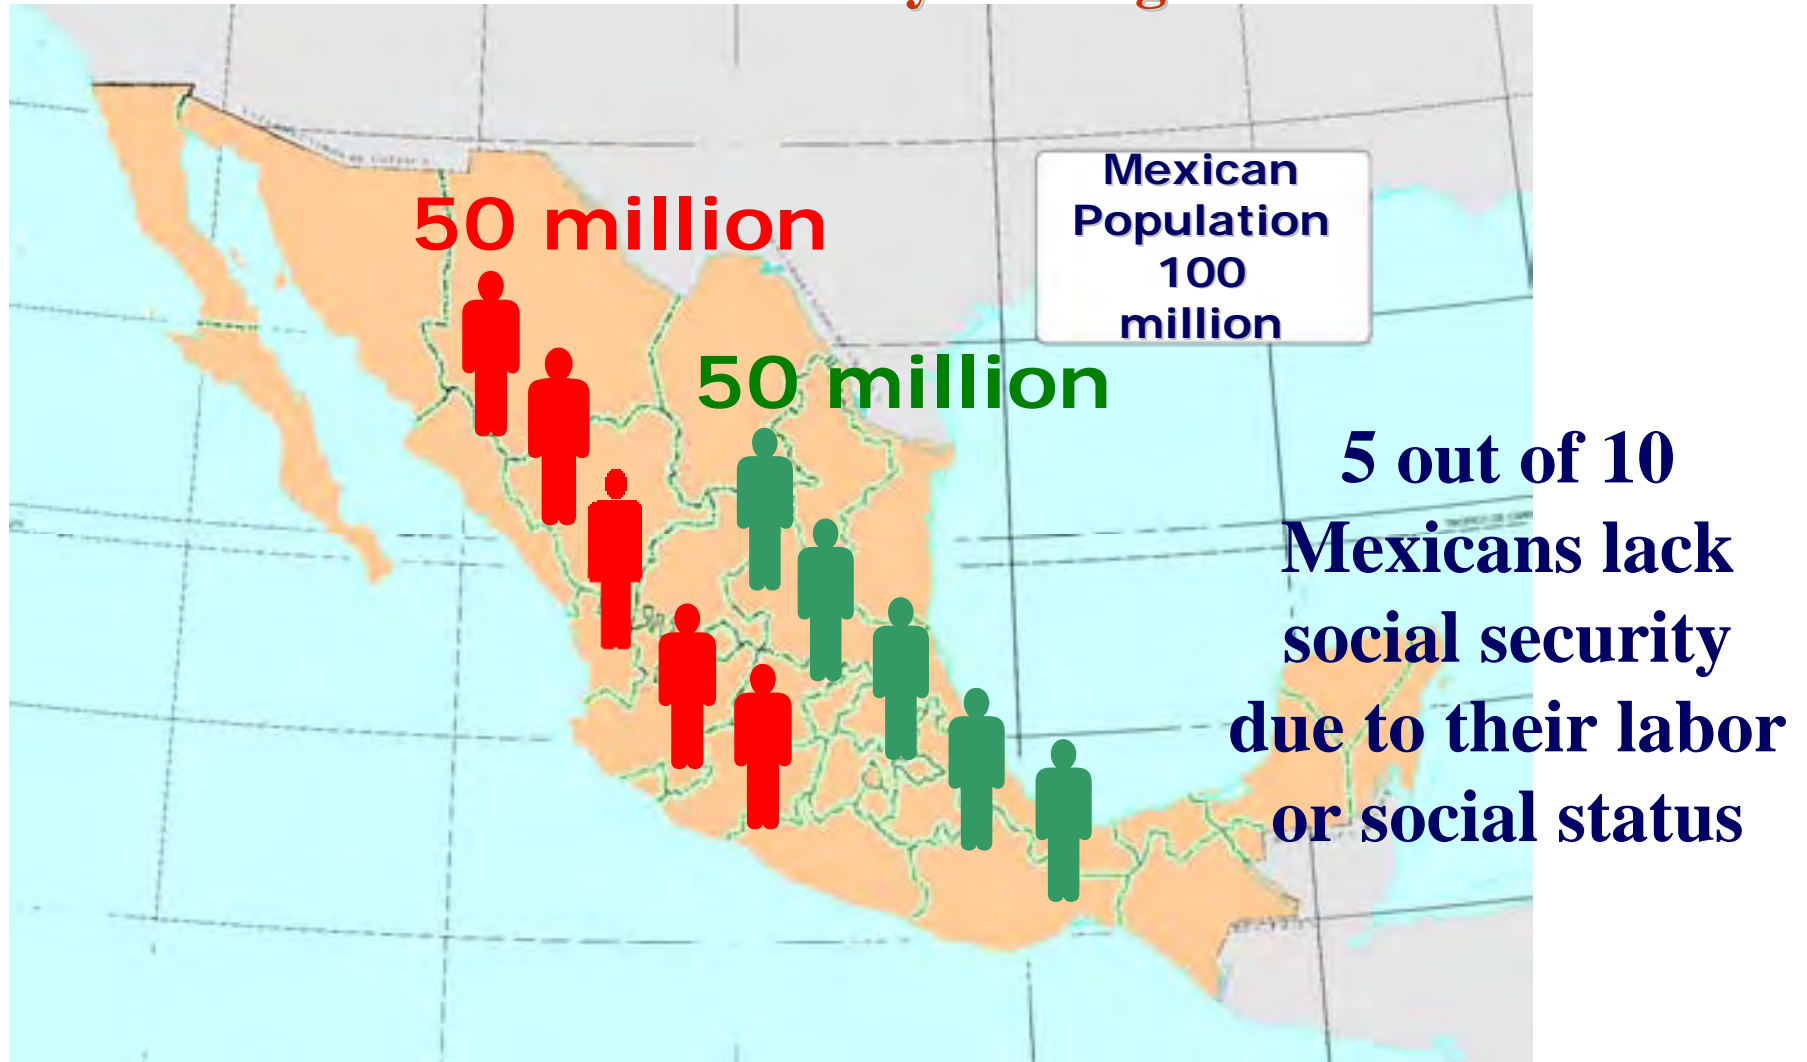 50 million
Mexican
Population
100
million
50 million
5 out of 10
Mexicans lack
social security
due to their labor
or social status